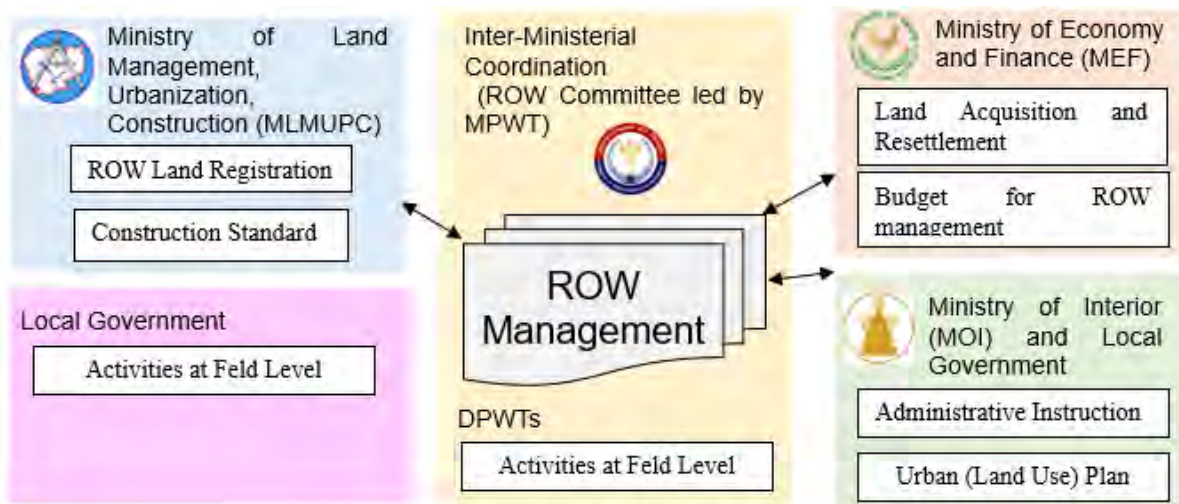 Ministry of Land
Management,
Urbanization,
Construction (MLMUPC)
ROW Land Registration
Construction Standard
Local Government
Activities at Feld Level
Inter-Ministerial
Coordination
(ROW Committee led by
MPWT)
ROW
Management
DPWTs
Activities at Feld Level
Ministry of Economy
and Finance (MEF)
Land Acquisition and
Resettlement
Budget for ROW
management
Ministry of Interior
(MOI) and Local
Government
Administrative Instruction
Urban (Land Use) Plan